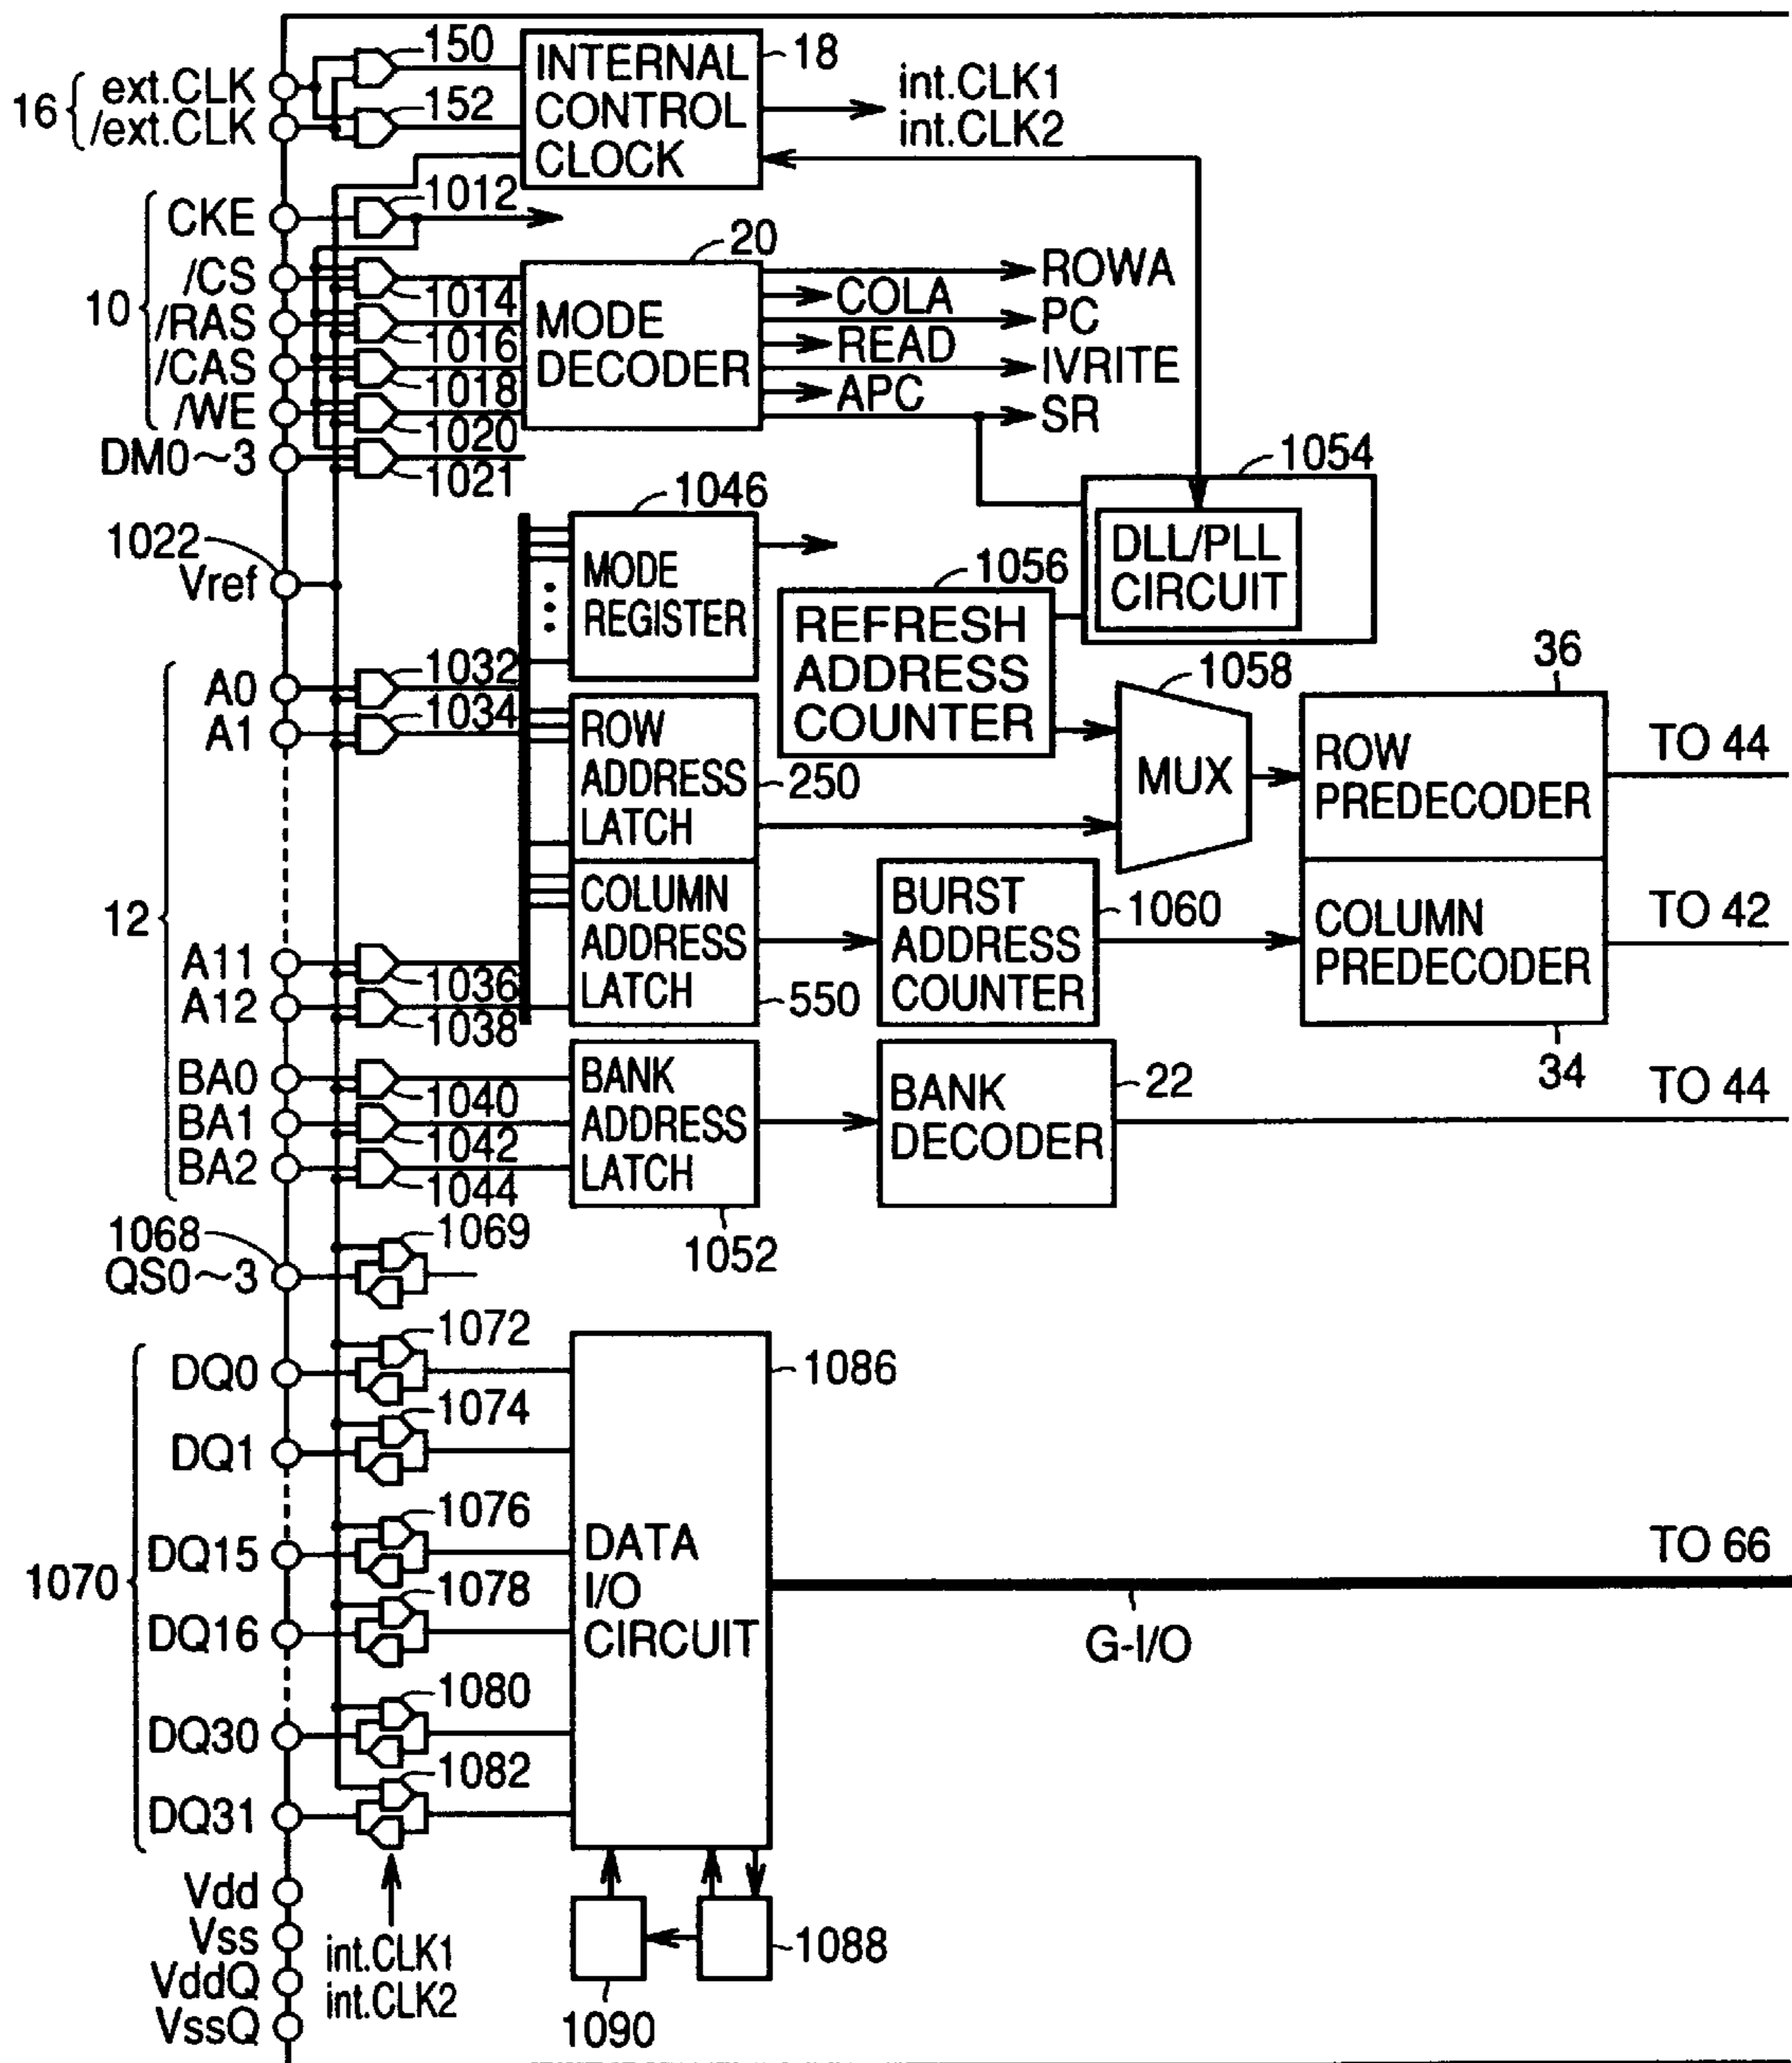 16
ext.CLK
/ext.CLK
150
152
INTERNAL
CONTROL
CLOCK
18
int.CLK1
int.CLK2
10
CKE
1012
/CS
1014
/RAS
1016
/CAS
1018
/WE
1020
DM0~3
1021
20
MODE
DECODER
ROWA
COLA
PC
READ
IVRITE
APC
SR
1054
DLL/PLL
CIRCUIT
1022
Vref
1046
MODE
REGISTER
1056
REFRESH
ADDRESS
COUNTER
12
A0
1032
A1
1034
ROW
ADDRESS
LATCH
250
1058
MUX
36
ROW
PREDECODER
TO 44
A11
1036
A12
1038
COLUMN
ADDRESS
LATCH
550
BURST
ADDRESS
COUNTER
1060
COLUMN
PREDECODER
34
TO 42
BA0
1040
BA1
1042
BA2
1044
BANK
ADDRESS
LATCH
1052
BANK
DECODER
22
TO 44
1068
QS0~3
1069
1070
DQ0
1072
DQ1
1074
DQ15
1076
DQ16
1078
DQ30
1080
DQ31
1082
DATA
I/O
CIRCUIT
1086
G-I/O
TO 66
Vdd
Vss
VddQ
VssQ
int.CLK1
int.CLK2
1090
1088